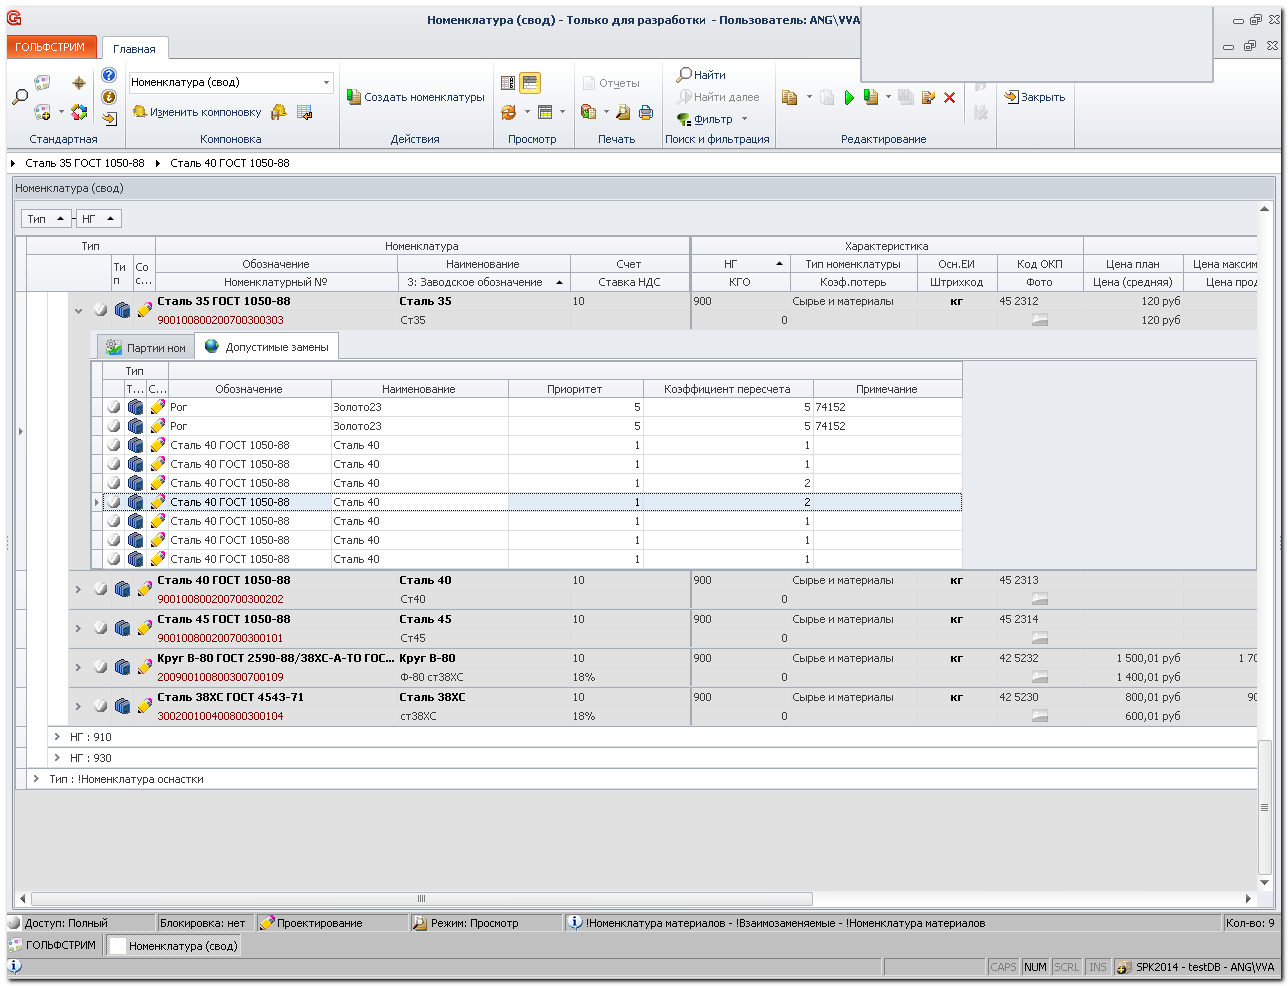 G
Номенклатура (свод) - Только для разработки - Пользователь: ANG\VVA
ГОЛЬФСТРИМ
Главная
Номенклатура (свод)
Изменить компоновку
Создать номенклатуры
Отчеты
Найти
Найти далее
Фильтр
Закрыть
Стандартная
Компоновка
Действия
Просмотр
Печать
Поиск и фильтрация
Редактирование
Сталь 35 ГОСТ 1050-88
Сталь 40 ГОСТ 1050-88
Номенклатура (свод)
Тип НГ
Тип Номенклатура Характеристика
Ти п Со с... Обозначение Наименование Счет НГ Тип номенклатуры Осн.ЕИ Код ОКП Цена план Цена максим
Номенклатурный № 3: Заводское обозначение Ставка НДС КГО Коэф.потерь Штрихкод Фото Цена (средняя) Цена прод
Сталь 35 ГОСТ 1050-88 Сталь 35 10 900 Сырье и материалы кг 45 2312 120 руб
900100800200700300303 Ст35 0 120 руб
Партии ном Допустимые замены
Тип
Т... С... Обозначение Наименование Приоритет Коэффициент пересчета Примечание
Рог Золото23 5 5 74152
Рог Золото23 5 5 74152
Сталь 40 ГОСТ 1050-88 Сталь 40 1 1
Сталь 40 ГОСТ 1050-88 Сталь 40 1 1
Сталь 40 ГОСТ 1050-88 Сталь 40 1 2
Сталь 40 ГОСТ 1050-88 Сталь 40 1 2
Сталь 40 ГОСТ 1050-88 Сталь 40 1 1
Сталь 40 ГОСТ 1050-88 Сталь 40 1 1
Сталь 40 ГОСТ 1050-88 Сталь 40 1 1
Сталь 40 ГОСТ 1050-88 Сталь 40 10 900 Сырье и материалы кг 45 2313
900100800200700300202 Ст40 0
Сталь 45 ГОСТ 1050-88 Сталь 45 10 900 Сырье и материалы кг 45 2314
900100800200700300101 Ст45 0
Круг В-80 ГОСТ 2590-88/38ХС-А-ТО ГОС... Круг В-80 10 900 Сырье и материалы кг 42 5232 1 500,01 руб 1 70
200900100800300700109 Ф-80 ст38ХС 18% 0 1 400,01 руб
Сталь 38ХС ГОСТ 4543-71 Сталь 38ХС 10 900 Сырье и материалы кг 42 5230 800,01 руб 90
300200100400800300104 ст38ХС 18% 0 600,01 руб
НГ : 910
НГ : 930
Тип : !Номенклатура оснастки
Доступ: Полный Блокировка: нет Проектирование Режим: Просмотр !Номенклатура материалов - !Взаимозаменяемые - !Номенклатура материалов Кол-во: 9
ГОЛЬФСТРИМ Номенклатура (свод)
CAPS NUM SCRL INS SPK2014 - testDB - ANG\VVA